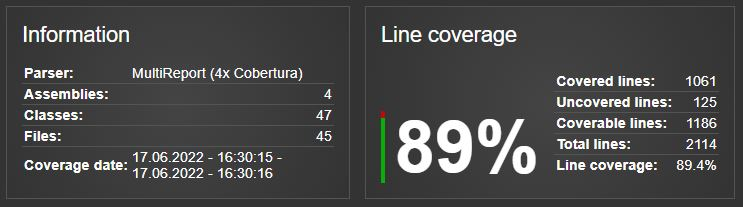 Information
Parser: MultiReport (4x Cobertura)
Assemblies: 4
Classes: 47
Files: 45
Coverage date: 17.06.2022 - 16:30:15 -
17.06.2022 - 16:30:16
Line coverage
89%
Covered lines: 1061
Uncovered lines: 125
Coverable lines: 1186
Total lines: 2114
Line coverage: 89.4%